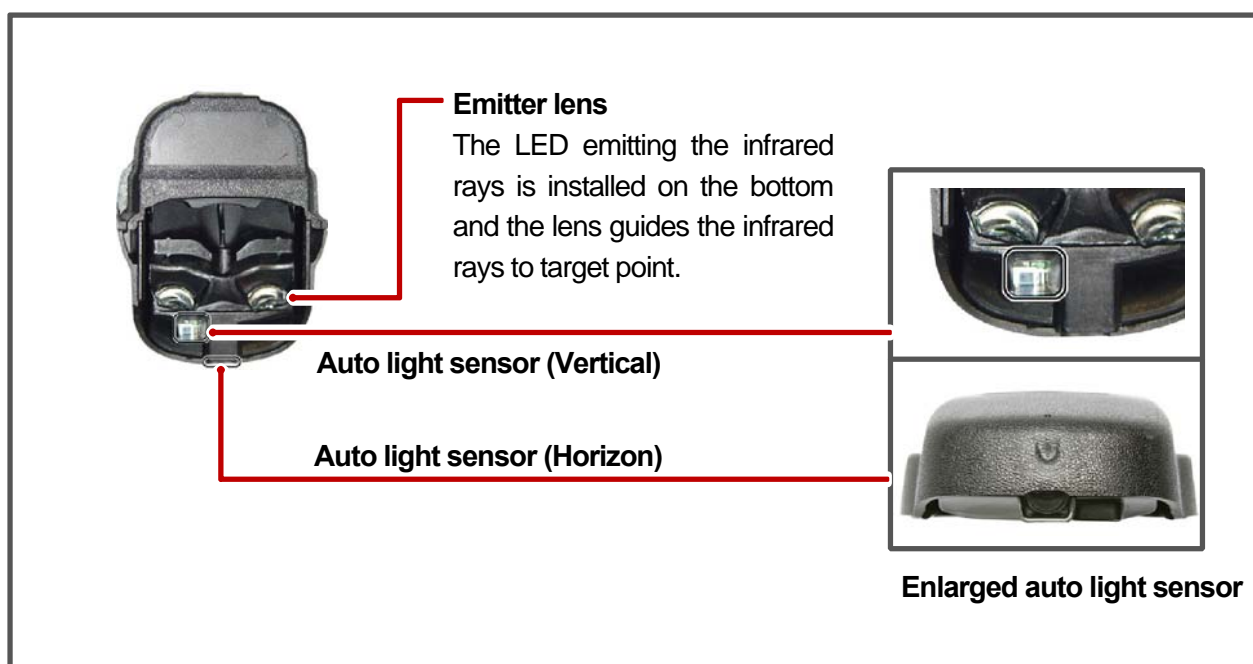 Emitter lens
The LED emitting the infrared
rays is installed on the bottom
and the lens guides the infrared
rays to target point.
Auto light sensor (Vertical)
Auto light sensor (Horizon)
Enlarged auto light sensor